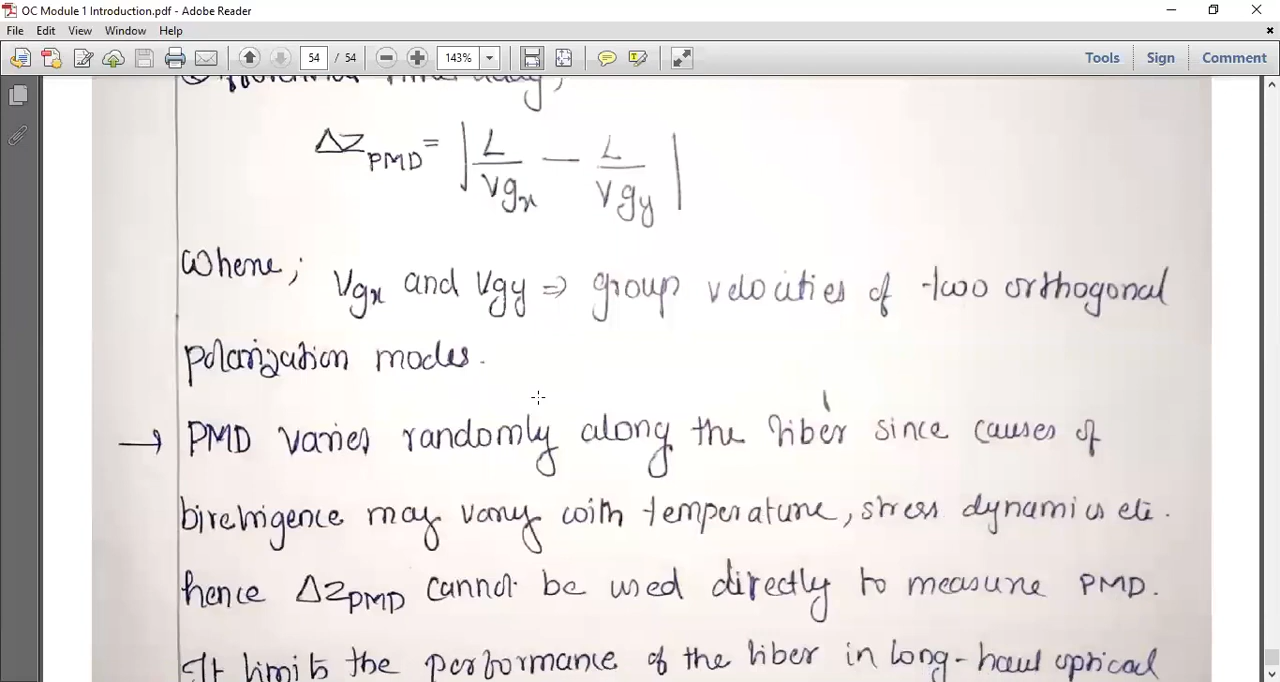 OC Module 1 Introduction.pdf - Adobe Reader
File Edit View Window Help
54 / 54 143% Tools Sign Comment
ΔZPMD = | L/Vgx − L/Vgy |
Where; Vgx and Vgy ⇒ group velocities of two orthogonal
polarization modes.
→ PMD varies randomly along the fiber since causes of
birefrigence may vary with temperature, stress dynamics etc.
hence ΔZPMD cannot be used directly to measure PMD.
It limits the performance of the fiber in long-haul optical